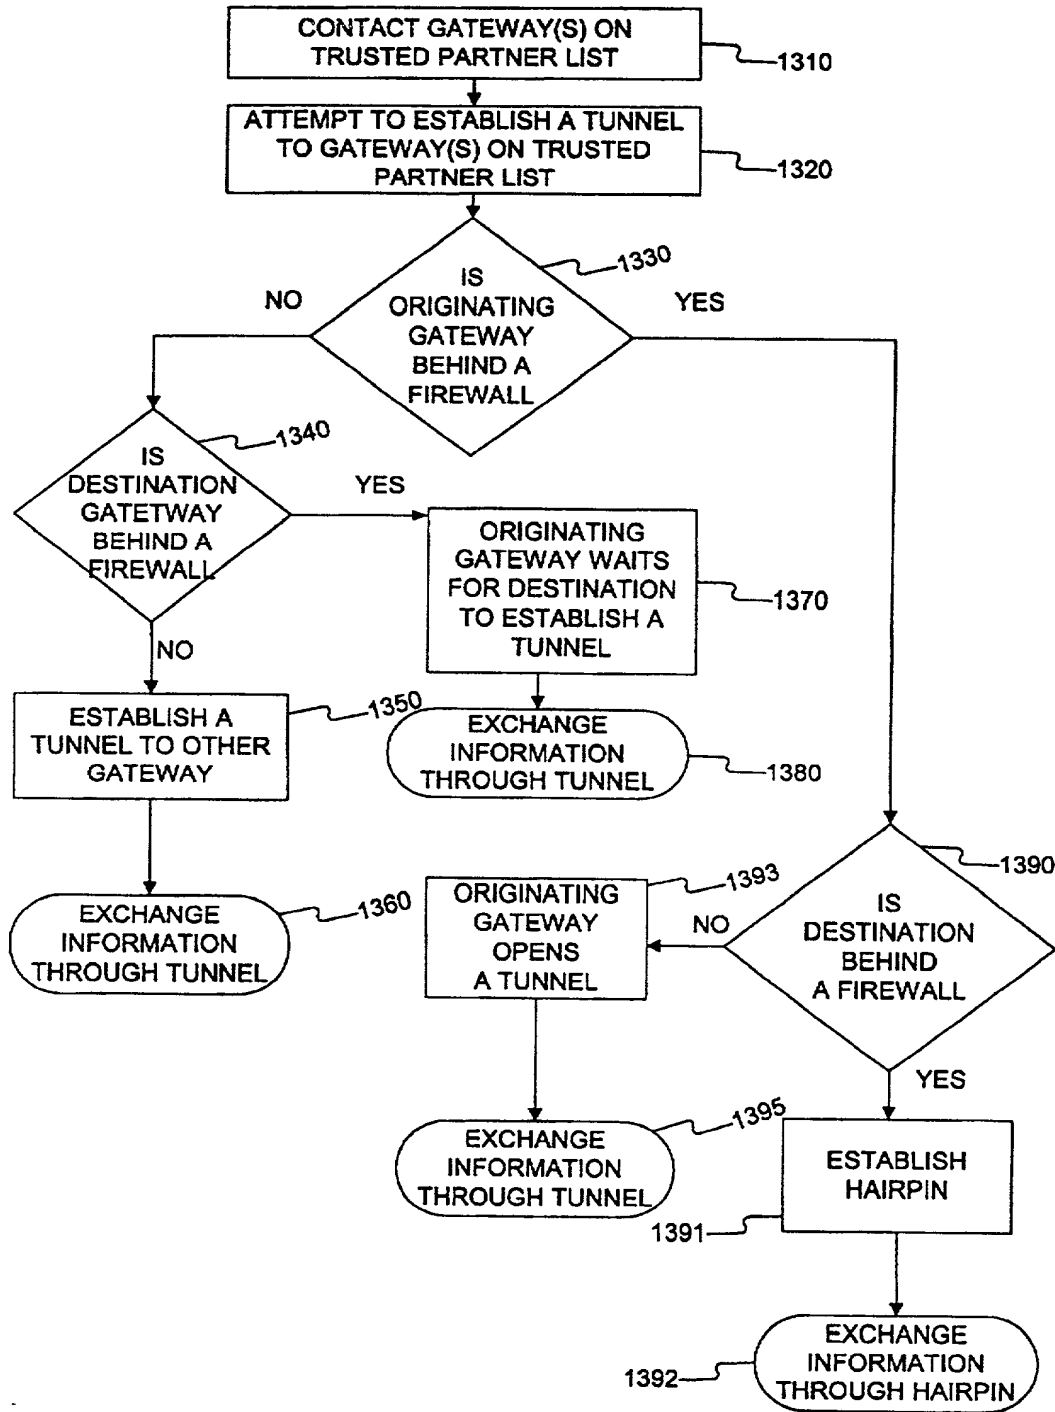 CONTACT GATEWAY(S) ON
TRUSTED PARTNER LIST
1310
ATTEMPT TO ESTABLISH A TUNNEL
TO GATEWAY(S) ON TRUSTED
PARTNER LIST
1320
1330
IS
ORIGINATING
GATEWAY
BEHIND A
FIREWALL
NO
YES
1340
IS
DESTINATION
GATETWAY
BEHIND A
FIREWALL
YES
NO
ORIGINATING
GATEWAY WAITS
FOR DESTINATION
TO ESTABLISH A
TUNNEL
1370
ESTABLISH A
TUNNEL TO OTHER
GATEWAY
1350
EXCHANGE
INFORMATION
THROUGH TUNNEL
1380
EXCHANGE
INFORMATION
THROUGH TUNNEL
1360
1390
IS
DESTINATION
BEHIND
A FIREWALL
NO
YES
1393
ORIGINATING
GATEWAY
OPENS
A TUNNEL
EXCHANGE
INFORMATION
THROUGH TUNNEL
1395
ESTABLISH
HAIRPIN
1391
EXCHANGE
INFORMATION
THROUGH HAIRPIN
1392